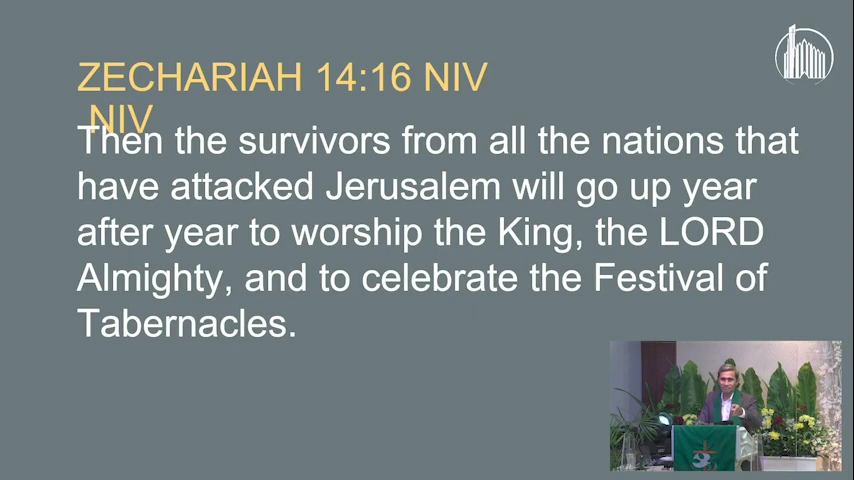 ZECHARIAH 14:16 NIV
NIV
Then the survivors from all the nations that
have attacked Jerusalem will go up year
after year to worship the King, the LORD
Almighty, and to celebrate the Festival of
Tabernacles.